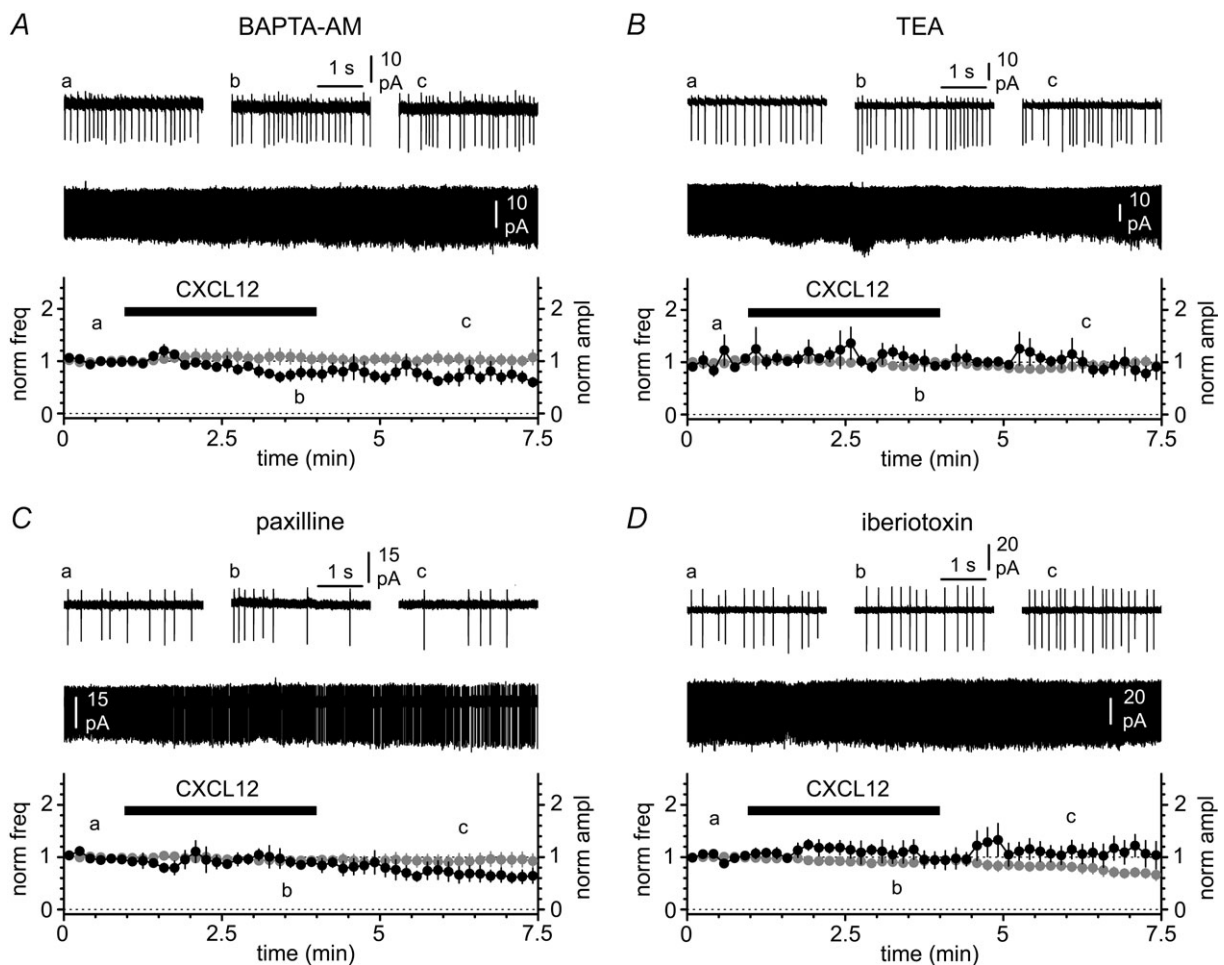 A BAPTA-AM
a b 1 s 10 pA c
10 pA
norm freq 2 1 0
CXCL12
a b c
2 1 0 norm ampl
0 2.5 5 7.5
time (min)
B TEA
a b 1 s 10 pA c
10 pA
norm freq 2 1 0
CXCL12
a b c
2 1 0 norm ampl
0 2.5 5 7.5
time (min)
C paxilline
a b 1 s 15 pA c
15 pA
norm freq 2 1 0
CXCL12
a b c
2 1 0 norm ampl
0 2.5 5 7.5
time (min)
D iberiotoxin
a b 1 s 20 pA c
20 pA
norm freq 2 1 0
CXCL12
a b c
2 1 0 norm ampl
0 2.5 5 7.5
time (min)